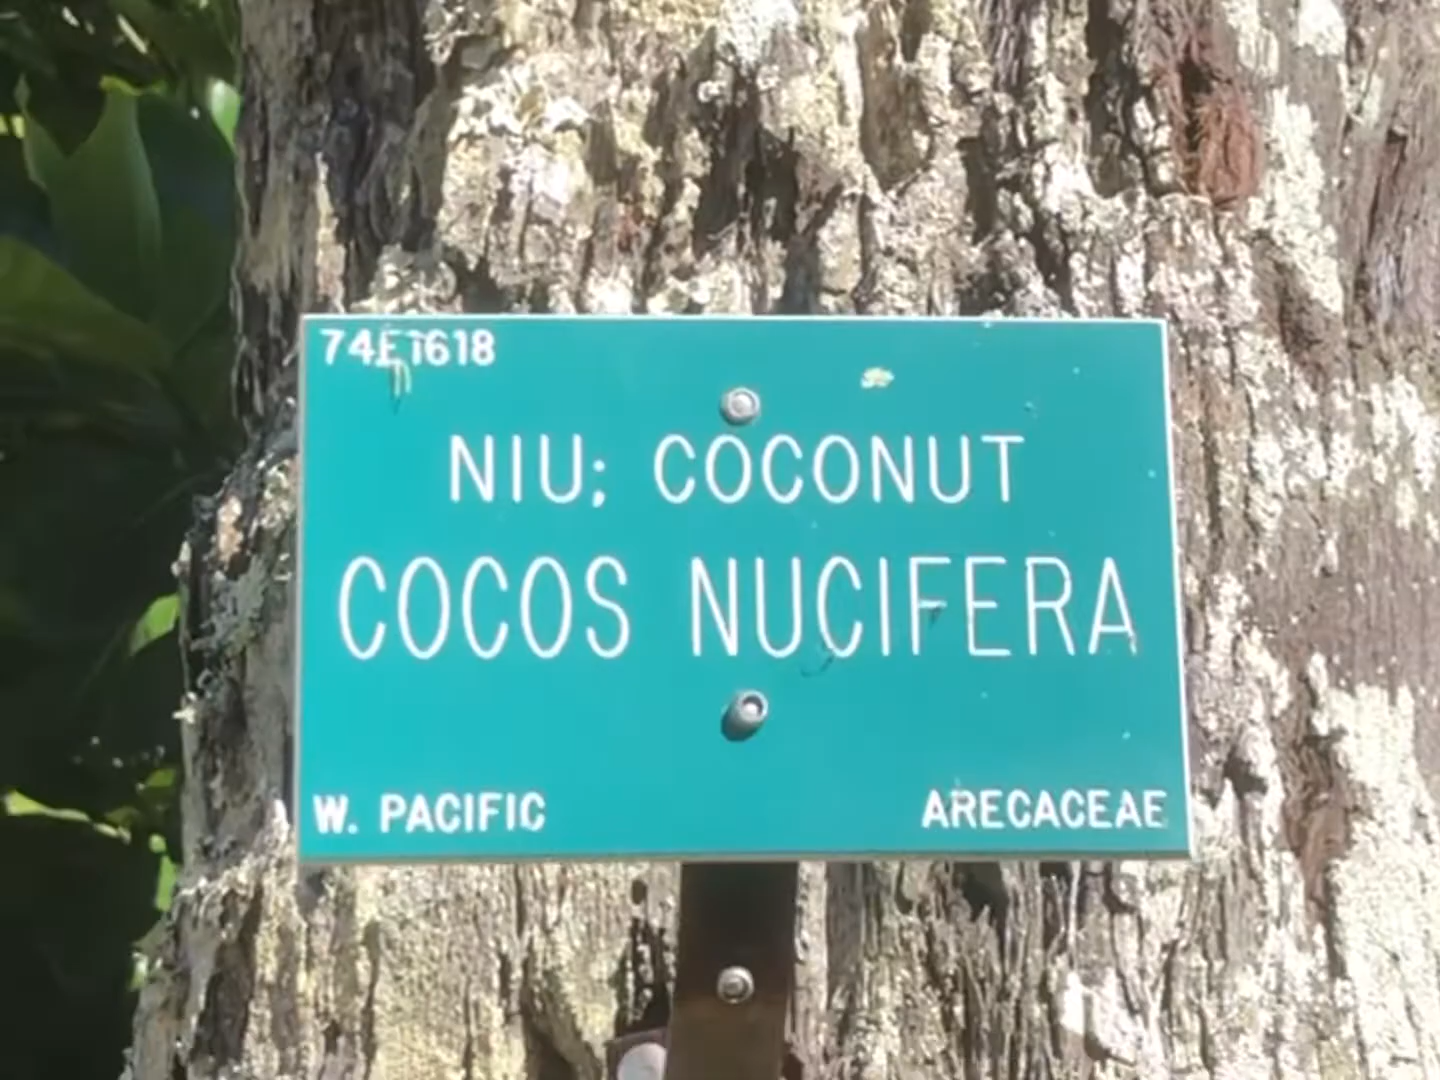 74E1618
NIU; COCONUT
COCOS NUCIFERA
W. PACIFIC
ARECACEAE